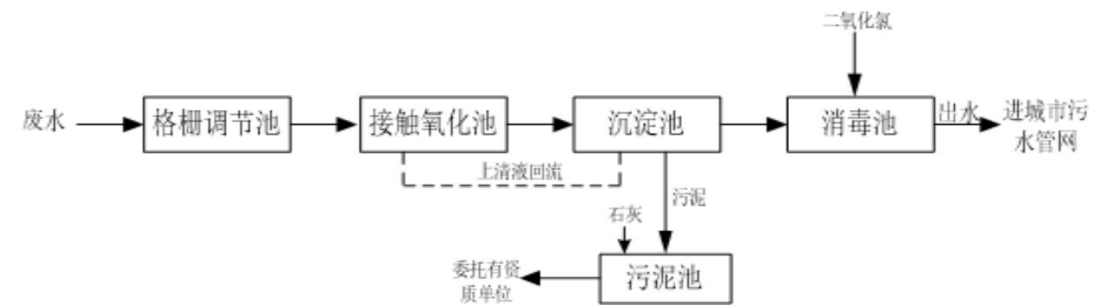 二氧化氯
废水
格栅调节池
接触氧化池
沉淀池
消毒池
出水
进城市污
水管网
上清液回流
污泥
石灰
污泥池
委托有资
质单位